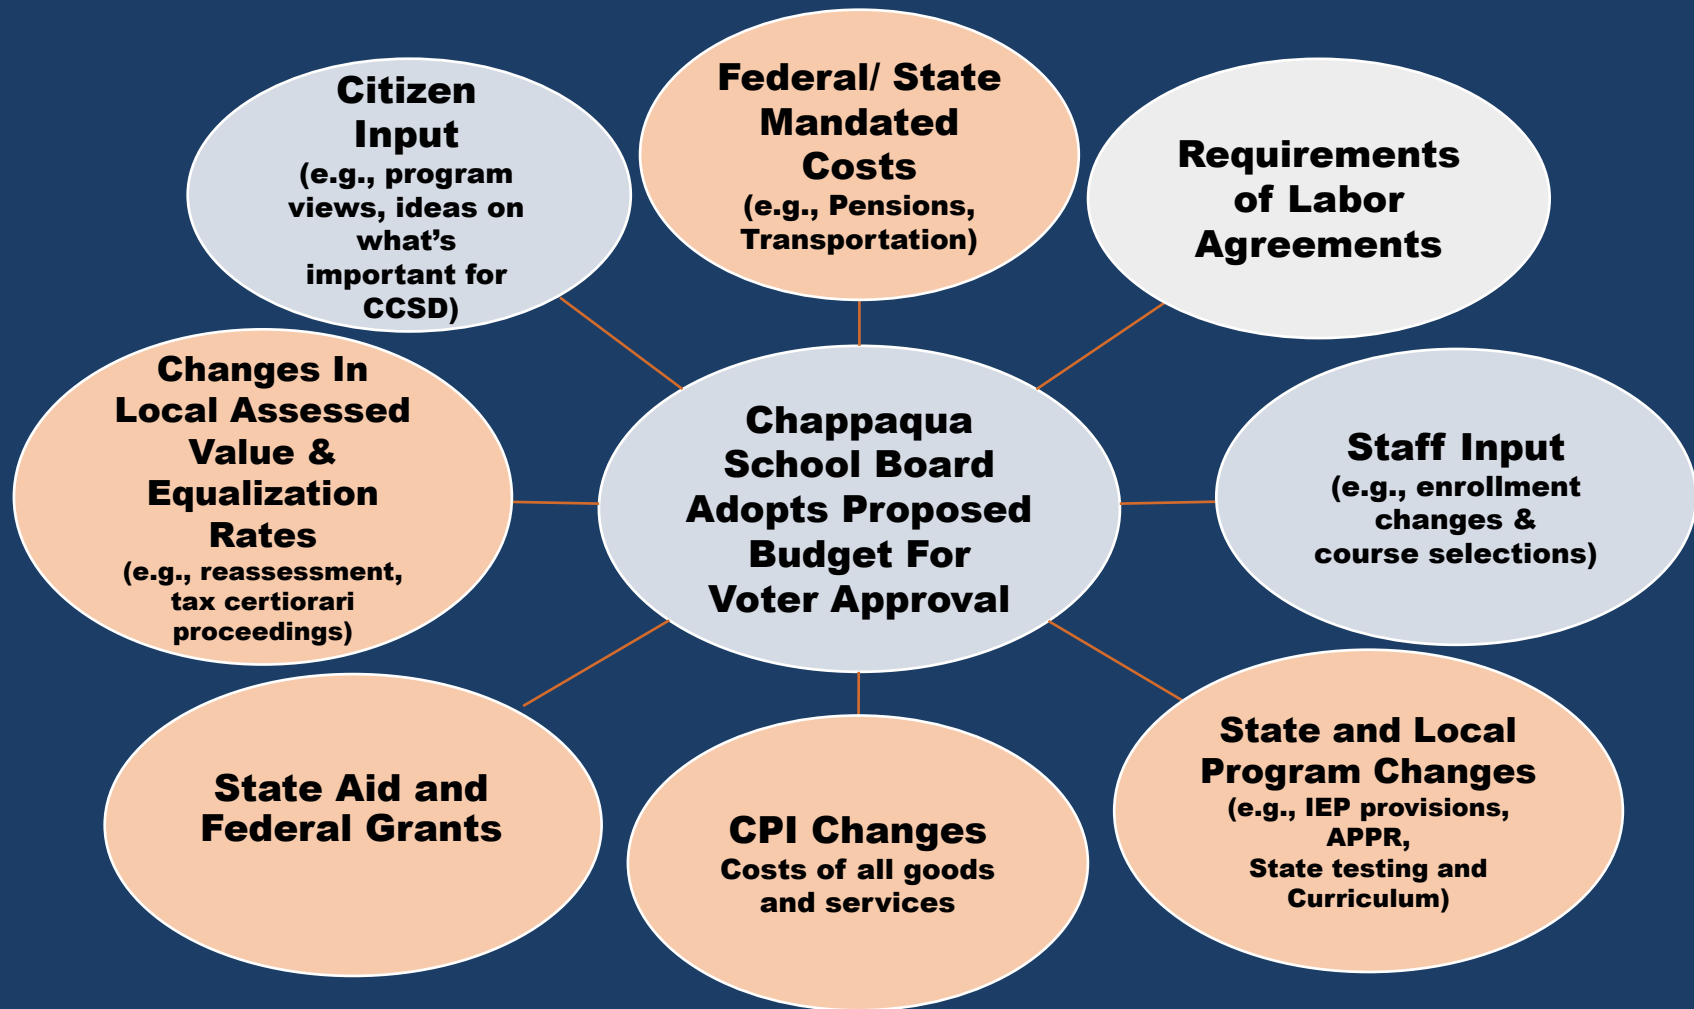 Citizen
Input
(e.g., program
views, ideas on
what’s
important for
CCSD)
Federal/ State
Mandated
Costs
(e.g., Pensions,
Transportation)
Requirements
of Labor
Agreements
Changes In
Local Assessed
Value &
Equalization
Rates
(e.g., reassessment,
tax certiorari
proceedings)
Chappaqua
School Board
Adopts Proposed
Budget For
Voter Approval
Staff Input
(e.g., enrollment
changes &
course selections)
State Aid and
Federal Grants
CPI Changes
Costs of all goods
and services
State and Local
Program Changes
(e.g., IEP provisions,
APPR,
State testing and
Curriculum)